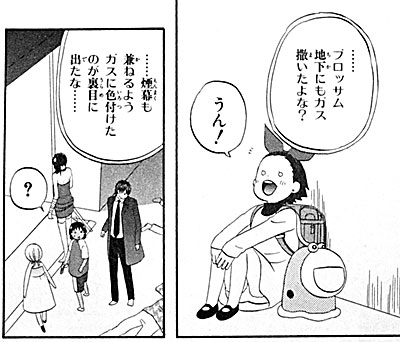 ……ブロッサム
地下にもガス
撒いたよな?
うん!
……煙幕も
兼ねるよう
ガスに色付けた
のが裏目に
出たな……
?